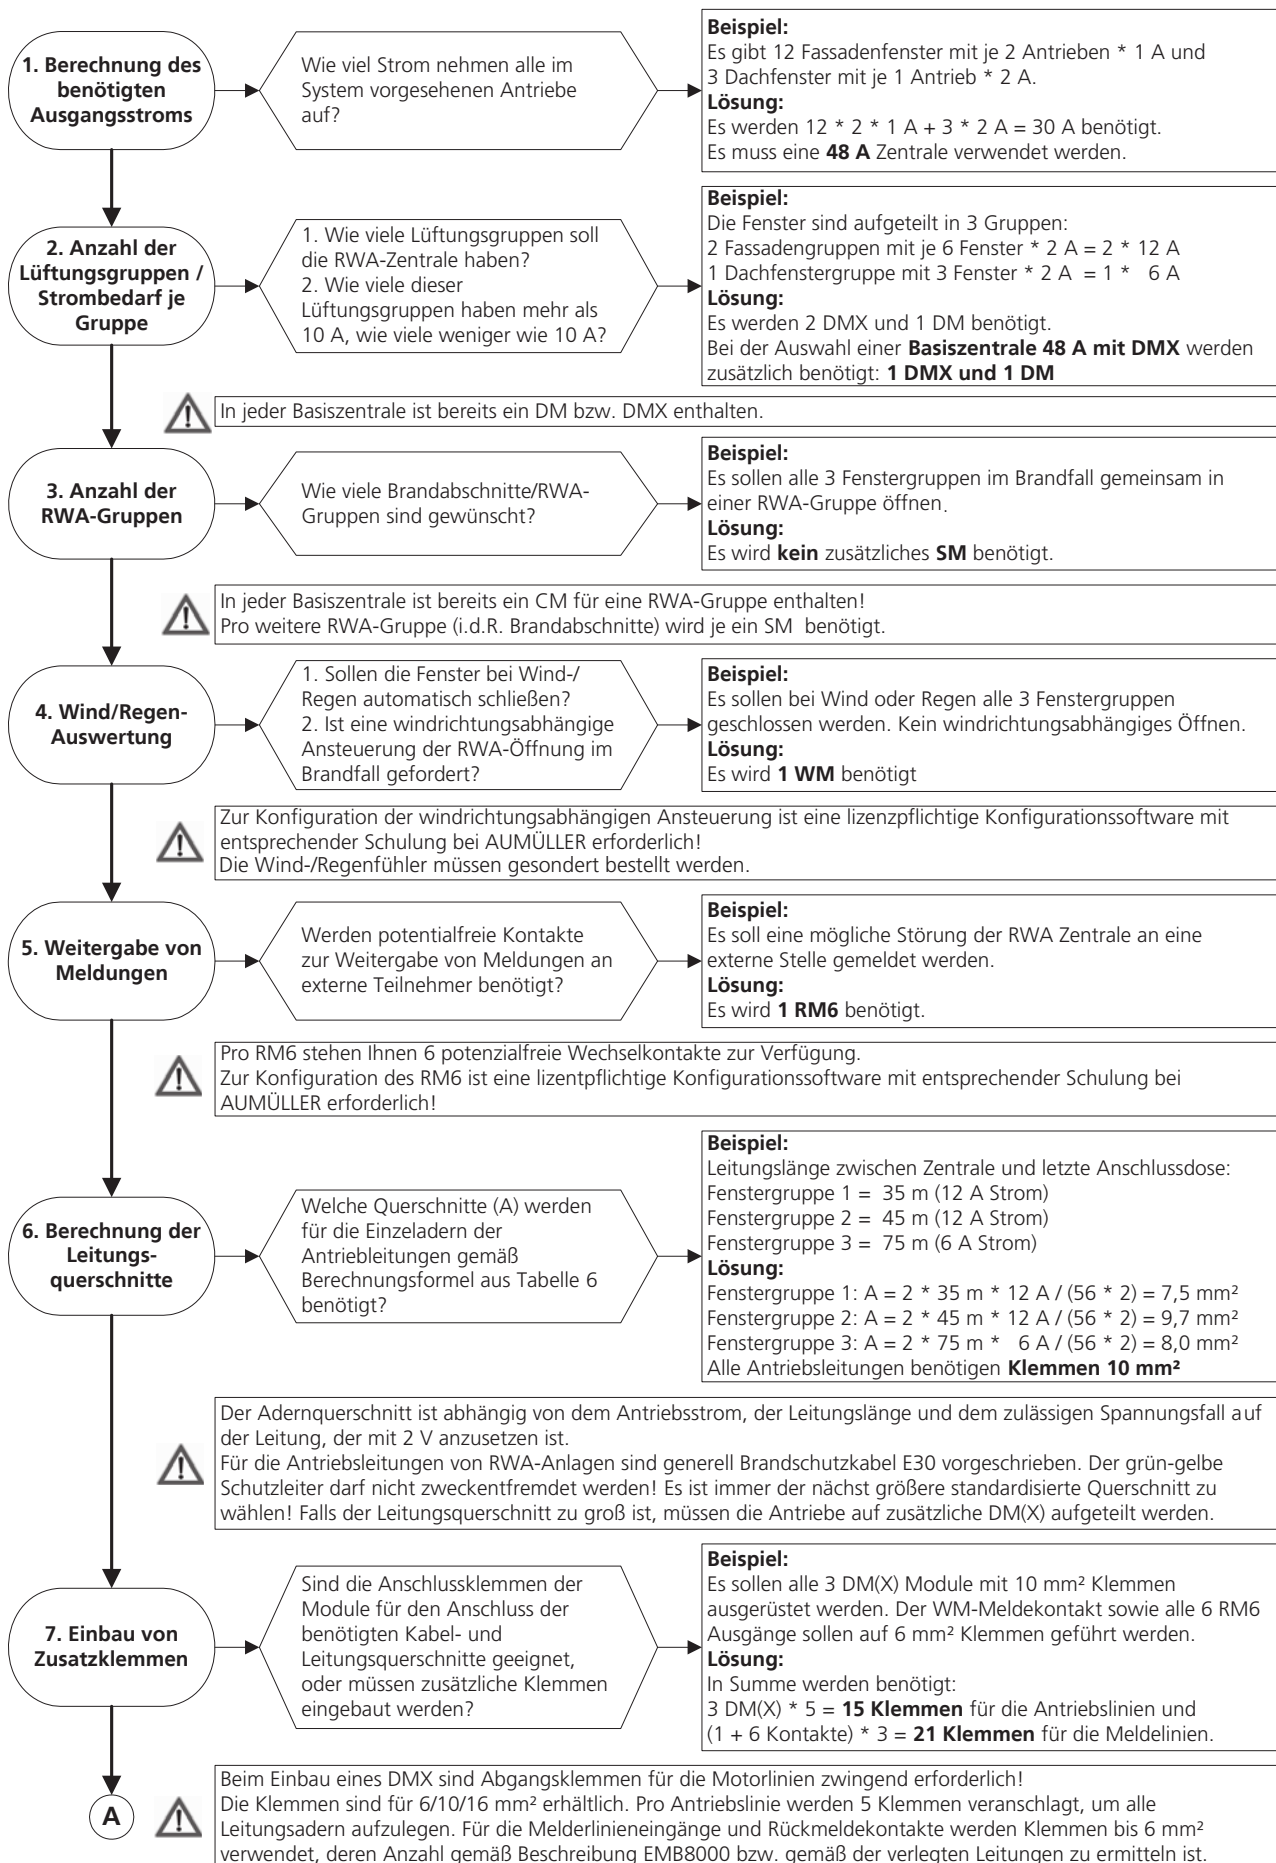 1. Berechnung des
benötigten
Ausgangsstroms
Wie viel Strom nehmen alle im
System vorgesehenen Antriebe
auf?
Beispiel:
Es gibt 12 Fassadenfenster mit je 2 Antrieben * 1 A und
3 Dachfenster mit je 1 Antrieb * 2 A.
Lösung:
Es werden 12 * 2 * 1 A + 3 * 2 A = 30 A benötigt.
Es muss eine 48 A Zentrale verwendet werden.
2. Anzahl der
Lüftungsgruppen /
Strombedarf je
Gruppe
1. Wie viele Lüftungsgruppen soll
die RWA-Zentrale haben?
2. Wie viele dieser
Lüftungsgruppen haben mehr als
10 A, wie viele weniger wie 10 A?
Beispiel:
Die Fenster sind aufgeteilt in 3 Gruppen:
2 Fassadengruppen mit je 6 Fenster * 2 A = 2 * 12 A
1 Dachfenstergruppe mit 3 Fenster * 2 A = 1 * 6 A
Lösung:
Es werden 2 DMX und 1 DM benötigt.
Bei der Auswahl einer Basiszentrale 48 A mit DMX werden
zusätzlich benötigt: 1 DMX und 1 DM
In jeder Basiszentrale ist bereits ein DM bzw. DMX enthalten.
3. Anzahl der
RWA-Gruppen
Wie viele Brandabschnitte/RWA-
Gruppen sind gewünscht?
Beispiel:
Es sollen alle 3 Fenstergruppen im Brandfall gemeinsam in
einer RWA-Gruppe öffnen.
Lösung:
Es wird kein zusätzliches SM benötigt.
In jeder Basiszentrale ist bereits ein CM für eine RWA-Gruppe enthalten!
Pro weitere RWA-Gruppe (i.d.R. Brandabschnitte) wird je ein SM benötigt.
4. Wind/Regen-
Auswertung
1. Sollen die Fenster bei Wind-/
Regen automatisch schließen?
2. Ist eine windrichtungsabhängige
Ansteuerung der RWA-Öffnung im
Brandfall gefordert?
Beispiel:
Es sollen bei Wind oder Regen alle 3 Fenstergruppen
geschlossen werden. Kein windrichtungsabhängiges Öffnen.
Lösung:
Es wird 1 WM benötigt
Zur Konfiguration der windrichtungsabhängigen Ansteuerung ist eine lizenzpflichtige Konfigurationssoftware mit
entsprechender Schulung bei AUMÜLLER erforderlich!
Die Wind-/Regenfühler müssen gesondert bestellt werden.
5. Weitergabe von
Meldungen
Werden potentialfreie Kontakte
zur Weitergabe von Meldungen an
externe Teilnehmer benötigt?
Beispiel:
Es soll eine mögliche Störung der RWA Zentrale an eine
externe Stelle gemeldet werden.
Lösung:
Es wird 1 RM6 benötigt.
Pro RM6 stehen Ihnen 6 potenzialfreie Wechselkontakte zur Verfügung.
Zur Konfiguration des RM6 ist eine lizentpflichtige Konfigurationssoftware mit entsprechender Schulung bei
AUMÜLLER erforderlich!
6. Berechnung der
Leitungs-
querschnitte
Welche Querschnitte (A) werden
für die Einzeladern der
Antriebleitungen gemäß
Berechnungsformel aus Tabelle 6
benötigt?
Beispiel:
Leitungslänge zwischen Zentrale und letzte Anschlussdose:
Fenstergruppe 1 = 35 m (12 A Strom)
Fenstergruppe 2 = 45 m (12 A Strom)
Fenstergruppe 3 = 75 m (6 A Strom)
Lösung:
Fenstergruppe 1: A = 2 * 35 m * 12 A / (56 * 2) = 7,5 mm²
Fenstergruppe 2: A = 2 * 45 m * 12 A / (56 * 2) = 9,7 mm²
Fenstergruppe 3: A = 2 * 75 m * 6 A / (56 * 2) = 8,0 mm²
Alle Antriebsleitungen benötigen Klemmen 10 mm²
Der Adernquerschnitt ist abhängig von dem Antriebsstrom, der Leitungslänge und dem zulässigen Spannungsfall auf
der Leitung, der mit 2 V anzusetzen ist.
Für die Antriebsleitungen von RWA-Anlagen sind generell Brandschutzkabel E30 vorgeschrieben. Der grün-gelbe
Schutzleiter darf nicht zweckentfremdet werden! Es ist immer der nächst größere standardisierte Querschnitt zu
wählen! Falls der Leitungsquerschnitt zu groß ist, müssen die Antriebe auf zusätzliche DM(X) aufgeteilt werden.
7. Einbau von
Zusatzklemmen
Sind die Anschlussklemmen der
Module für den Anschluss der
benötigten Kabel- und
Leitungsquerschnitte geeignet,
oder müssen zusätzliche Klemmen
eingebaut werden?
Beispiel:
Es sollen alle 3 DM(X) Module mit 10 mm² Klemmen
ausgerüstet werden. Der WM-Meldekontakt sowie alle 6 RM6
Ausgänge sollen auf 6 mm² Klemmen geführt werden.
Lösung:
In Summe werden benötigt:
3 DM(X) * 5 = 15 Klemmen für die Antriebslinien und
(1 + 6 Kontakte) * 3 = 21 Klemmen für die Meldelinien.
A
Beim Einbau eines DMX sind Abgangsklemmen für die Motorlinien zwingend erforderlich!
Die Klemmen sind für 6/10/16 mm² erhältlich. Pro Antriebslinie werden 5 Klemmen veranschlagt, um alle
Leitungsadern aufzulegen. Für die Melderlinieneingänge und Rückmeldekontakte werden Klemmen bis 6 mm²
verwendet, deren Anzahl gemäß Beschreibung EMB8000 bzw. gemäß der verlegten Leitungen zu ermitteln ist.